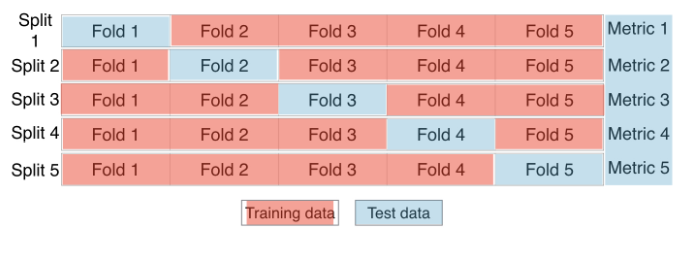 Split
1
Fold 1 Fold 2 Fold 3 Fold 4 Fold 5 Metric 1
Split 2 Fold 1 Fold 2 Fold 3 Fold 4 Fold 5 Metric 2
Split 3 Fold 1 Fold 2 Fold 3 Fold 4 Fold 5 Metric 3
Split 4 Fold 1 Fold 2 Fold 3 Fold 4 Fold 5 Metric 4
Split 5 Fold 1 Fold 2 Fold 3 Fold 4 Fold 5 Metric 5
Training data Test data